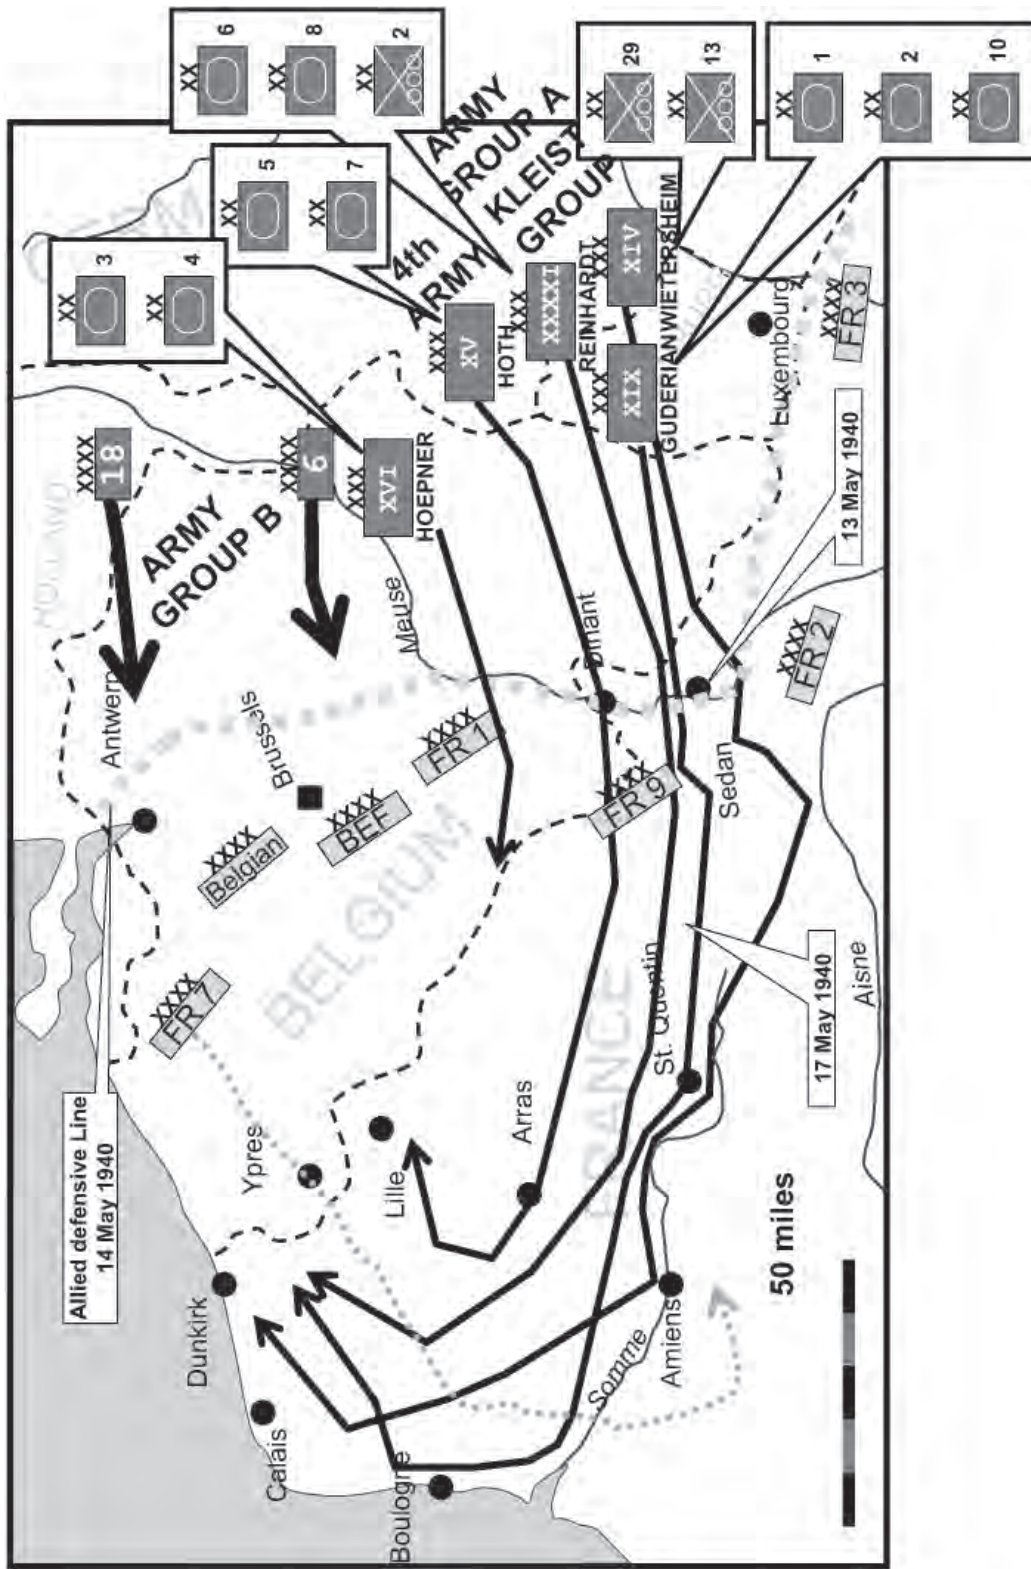 Allied defensive Line
14 May 1940
HOLLAND
18
XXXX
6
XXXX
ARMY
GROUP B
XXX
XVI
HOEPNER
XX
3
XX
4
XX
5
XX
7
XX
6
XX
8
XX
2
4th
ARMY
XXX
XV
HOTH
ARMY
GROUP A
KLEIST
GROUP
XXX
XXXXI
REINHARDT
XXX
XIV
WIETERSHEIM
XXX
XIX
GUDERIAN
XX
29
XX
13
XX
1
XX
2
XX
10
Antwerp
Brussels
Meuse
Dinant
Sedan
Luxembourg
XXXX
FR 3
XXXX
FR 2
XXXX
FR 9
XXXX
FR 1
XXXX
BEF
XXXX
Belgian
XXXX
FR 7
BELGIUM
FRANCE
13 May 1940
17 May 1940
Dunkirk
Calais
Boulogne
Ypres
Lille
Arras
St. Quentin
Amiens
Somme
Aisne
50 miles